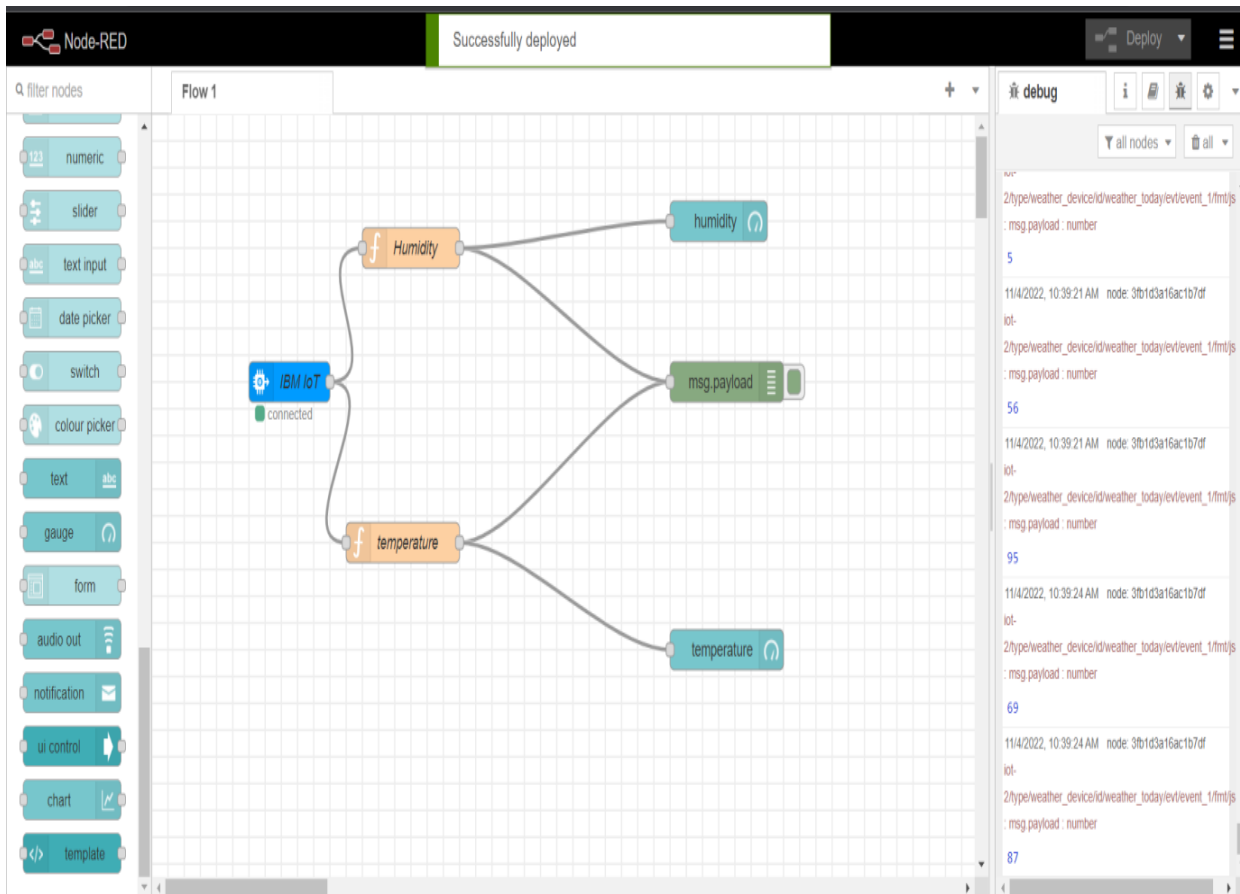 Node-RED
Successfully deployed
Deploy
filter nodes
Flow 1
debug
i
all nodes
all
123 numeric
slider
abc text input
date picker
switch
colour picker
text abc
gauge
form
audio out
notification
ui control
chart
</> template
f Humidity
humidity
IBM IoT
connected
msg.payload
f temperature
temperature
2/type/weather_device/id/weather_today/evt/event_1/fmt/js
: msg.payload : number
5
11/4/2022, 10:39:21 AM node: 3fb1d3a16ac1b7df
iot-
2/type/weather_device/id/weather_today/evt/event_1/fmt/js
: msg.payload : number
56
11/4/2022, 10:39:21 AM node: 3fb1d3a16ac1b7df
iot-
2/type/weather_device/id/weather_today/evt/event_1/fmt/js
: msg.payload : number
95
11/4/2022, 10:39:24 AM node: 3fb1d3a16ac1b7df
iot-
2/type/weather_device/id/weather_today/evt/event_1/fmt/js
: msg.payload : number
69
11/4/2022, 10:39:24 AM node: 3fb1d3a16ac1b7df
iot-
2/type/weather_device/id/weather_today/evt/event_1/fmt/js
: msg.payload : number
87